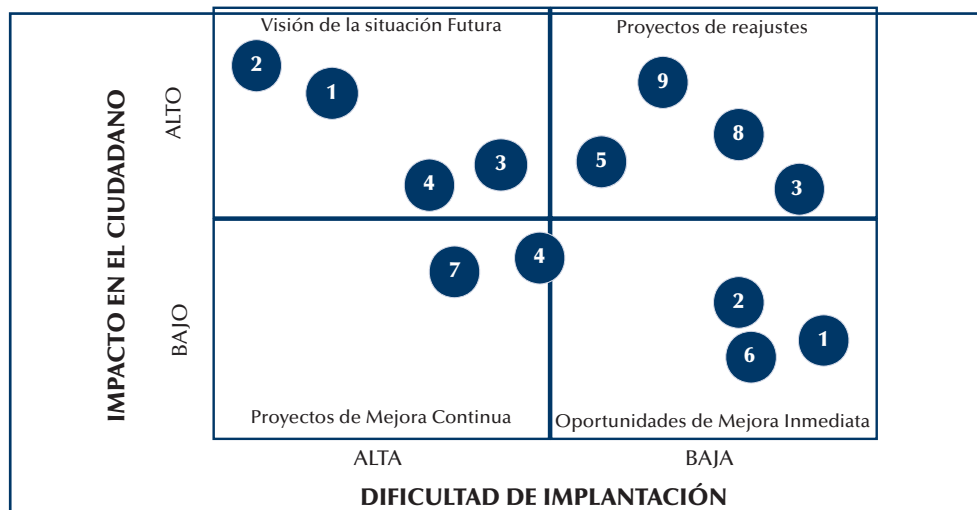 Visión de la situación Futura
Proyectos de reajustes
2
1
9
8
5
3
4
3
4
7
2
1
6
Proyectos de Mejora Continua
Oportunidades de Mejora Inmediata
IMPACTO EN EL CIUDADANO
ALTO
BAJO
ALTA
BAJA
DIFICULTAD DE IMPLANTACIÓN